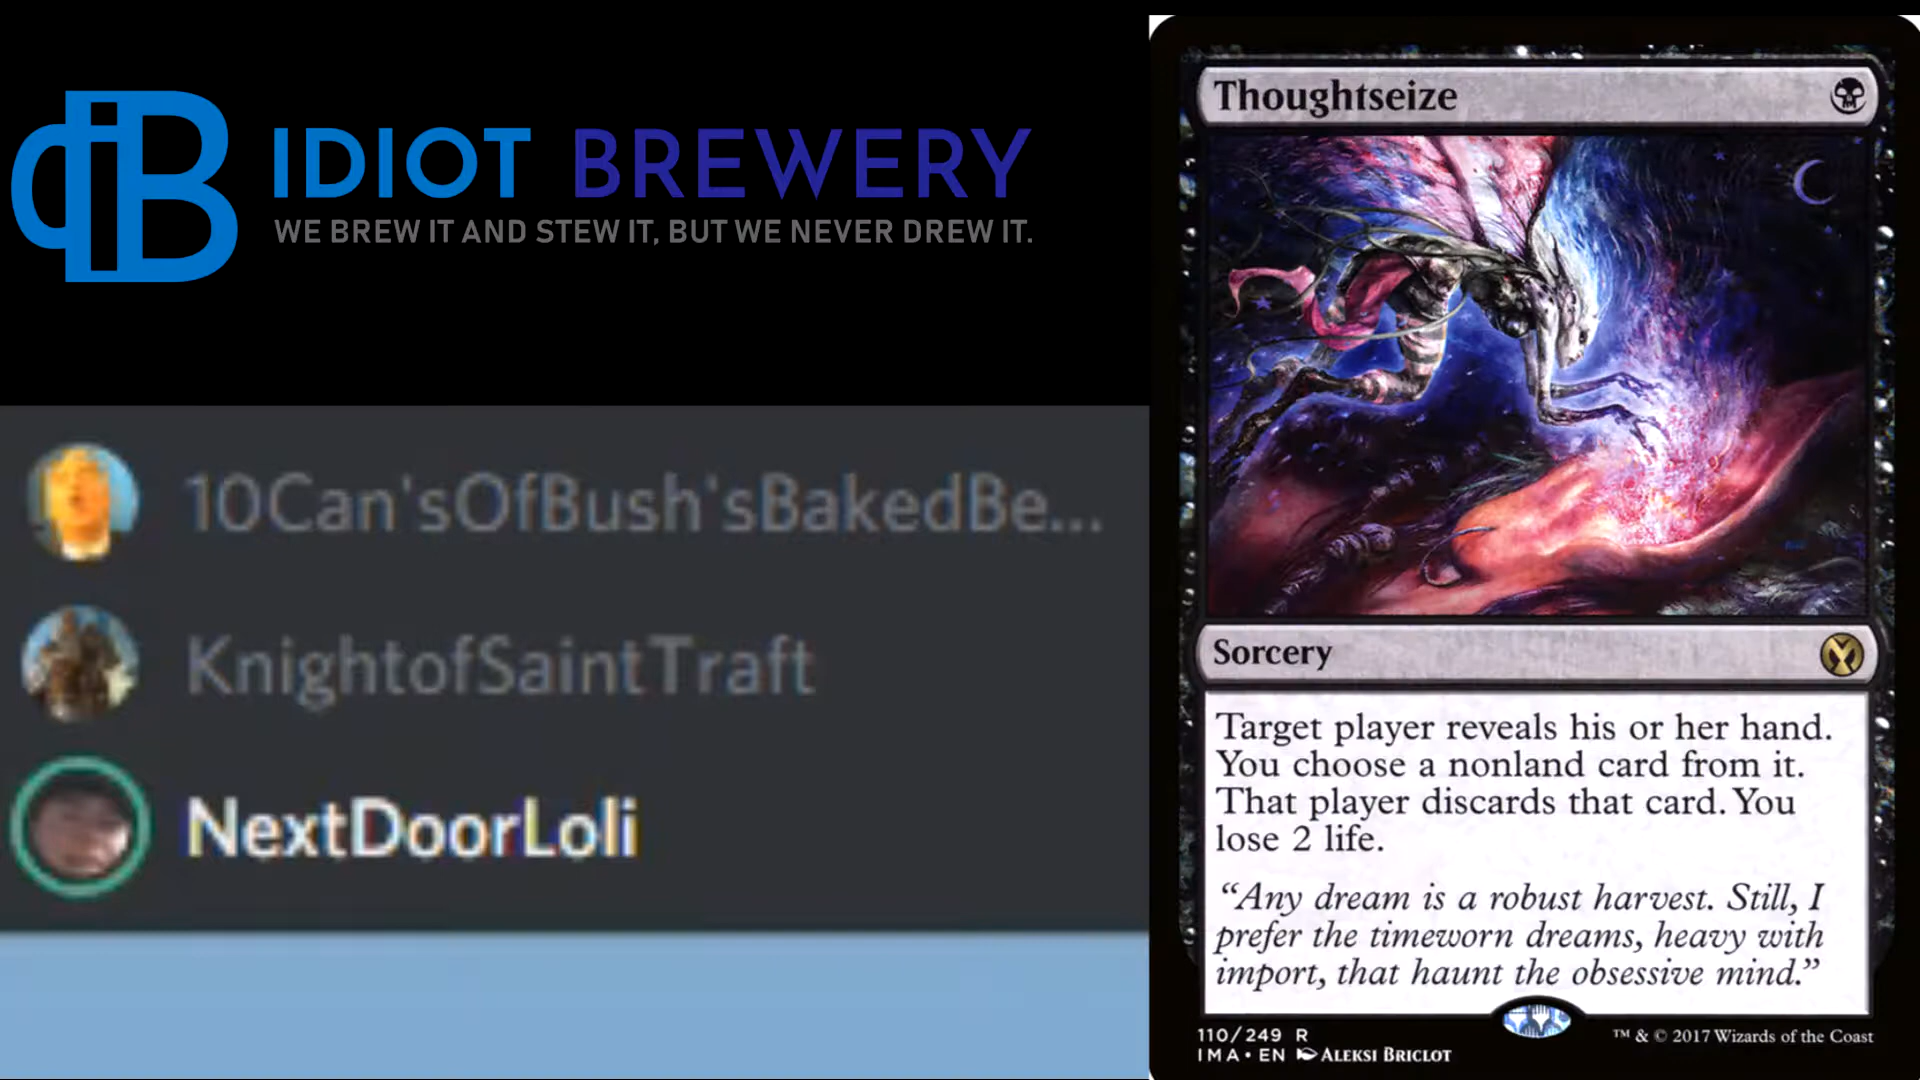 IDIOT BREWERY
WE BREW IT AND STEW IT, BUT WE NEVER DREW IT.
10Can'sOfBush'sBakedBe...
KnightofSaintTraft
NextDoorLoli
Thoughtseize
Sorcery
Target player reveals his or her hand.
You choose a nonland card from it.
That player discards that card. You
lose 2 life.
“Any dream is a robust harvest. Still, I
prefer the timeworn dreams, heavy with
import, that haunt the obsessive mind.”
110/249 R
IMA • EN ALEKSI BRICLOT
™ & © 2017 Wizards of the Coast